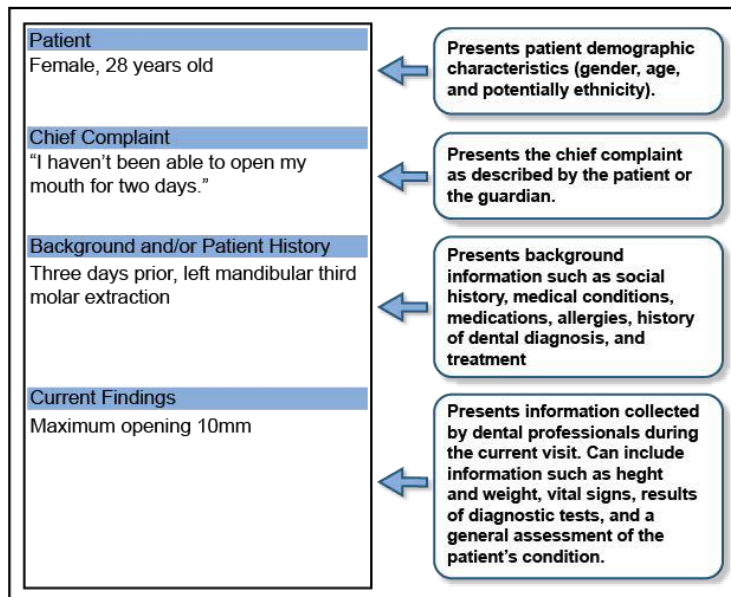 Patient
Female, 28 years old
Presents patient demographic
characteristics (gender, age,
and potentially ethnicity).
Chief Complaint
“I haven’t been able to open my
mouth for two days.”
Presents the chief complaint
as described by the patient or
the guardian.
Background and/or Patient History
Three days prior, left mandibular third
molar extraction
Presents background
information such as social
history, medical conditions,
medications, allergies, history
of dental diagnosis, and
treatment
Current Findings
Maximum opening 10mm
Presents information collected
by dental professionals during
the current visit. Can include
information such as heght
and weight, vital signs, results
of diagnostic tests, and a
general assessment of the
patient’s condition.